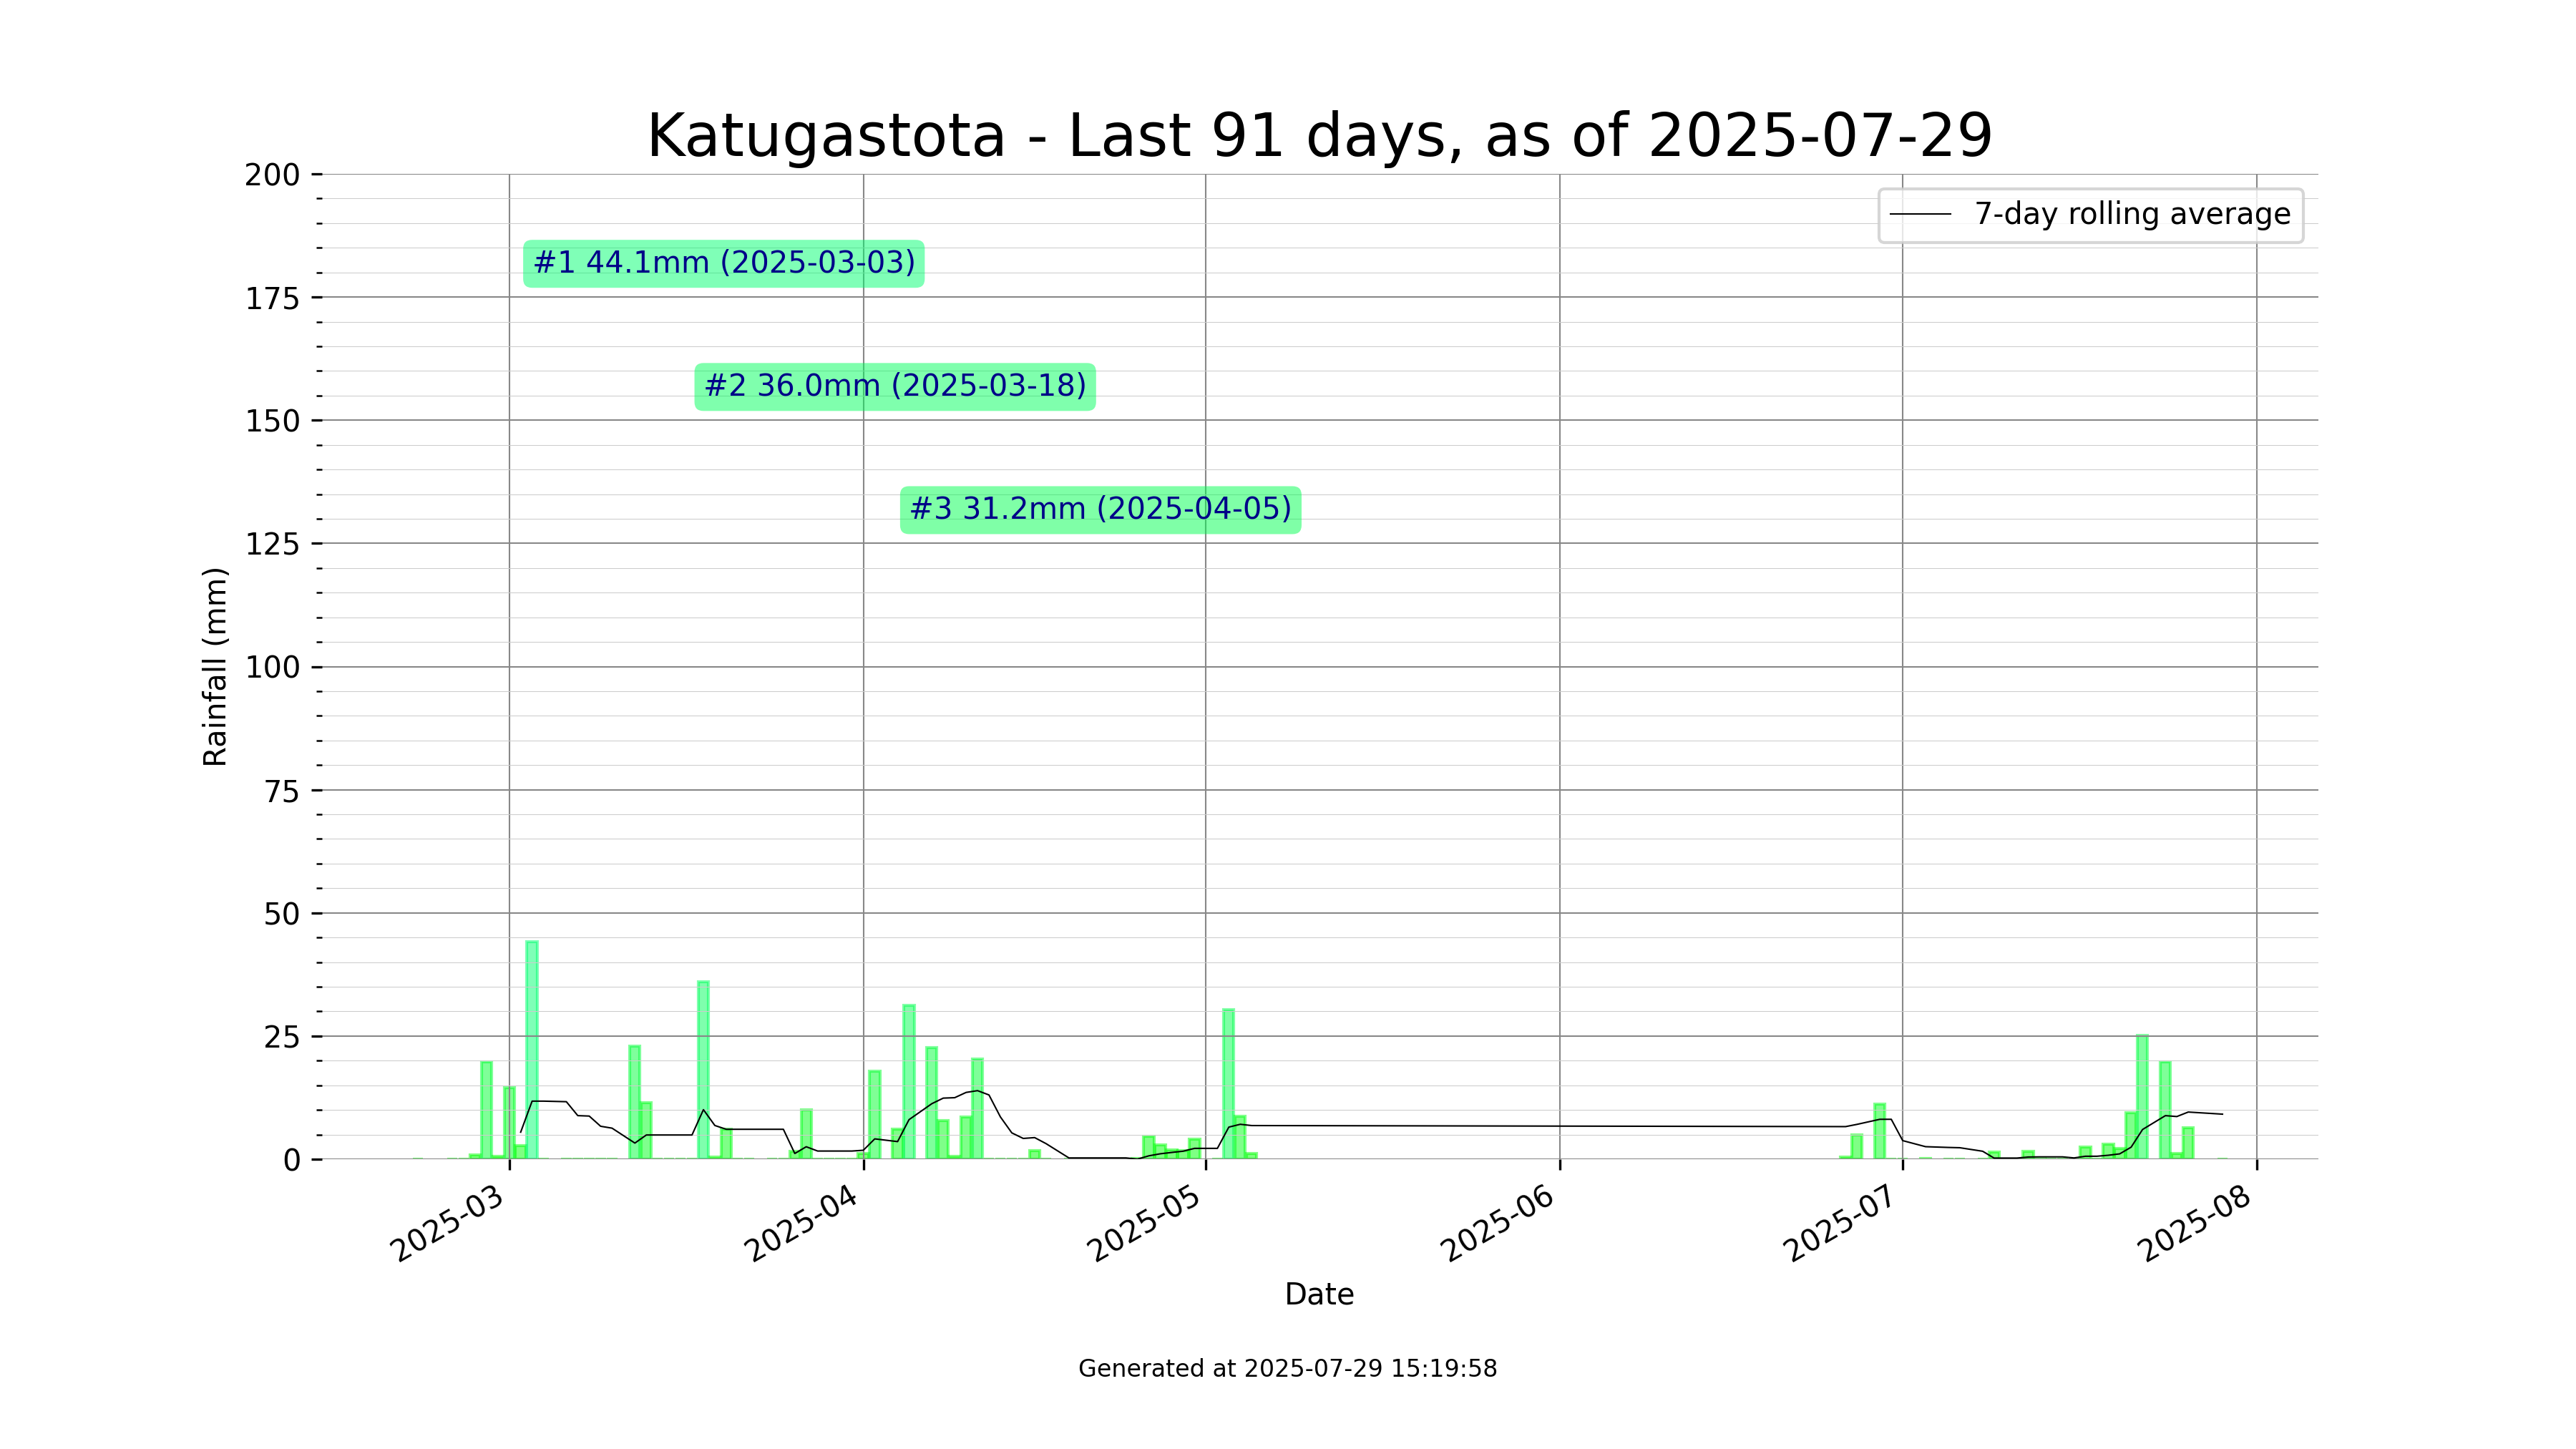 Katugastota - Last 91 days, as of 2025-07-29
200
175
150
125
100
75
50
25
0
Rainfall (mm)
7-day rolling average
#1 44.1mm (2025-03-03)
#2 36.0mm (2025-03-18)
#3 31.2mm (2025-04-05)
2025-03
2025-04
2025-05
2025-06
2025-07
2025-08
Date
Generated at 2025-07-29 15:19:58